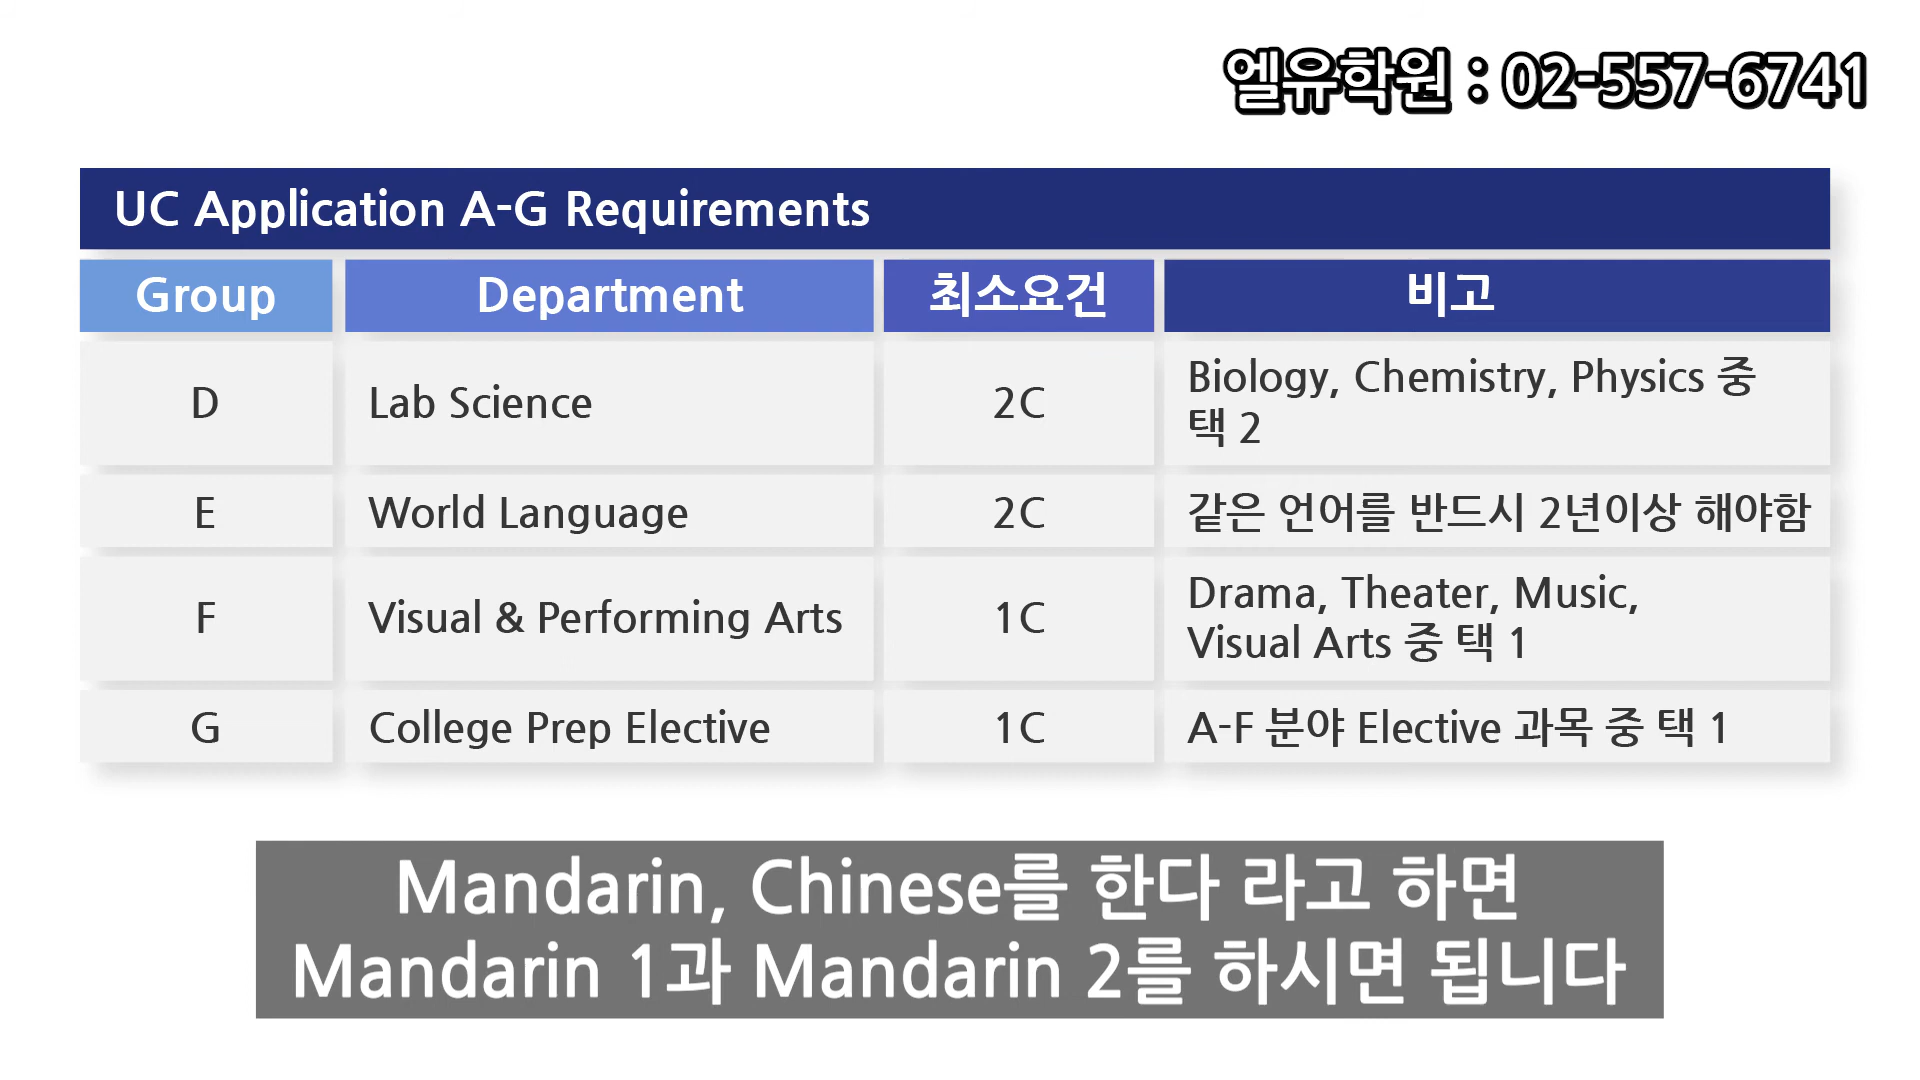 엘유학원 : 02-557-6741
UC Application A-G Requirements
Group Department 최소요건 비고
D Lab Science 2C Biology, Chemistry, Physics 중
택 2
E World Language 2C 같은 언어를 반드시 2년이상 해야함
F Visual & Performing Arts 1C Drama, Theater, Music,
Visual Arts 중 택 1
G College Prep Elective 1C A-F 분야 Elective 과목 중 택 1
Mandarin, Chinese를 한다 라고 하면
Mandarin 1과 Mandarin 2를 하시면 됩니다